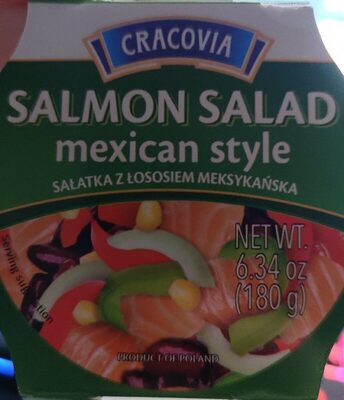 CRACOVIA
SALMON SALAD
mexican style
SAŁATKA Z ŁOSOSIEM MEKSYKAŃSKA
NET WT.
6.34 oz
(180 g)
Serving suggestion
PRODUCT OF POLAND